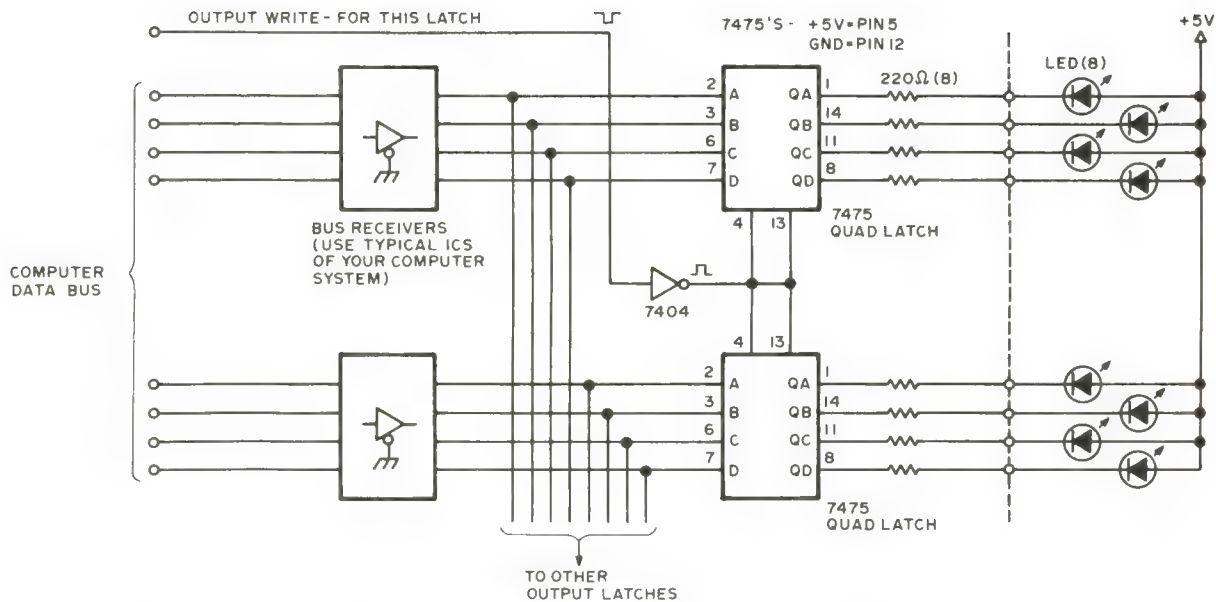 OUTPUT WRITE - FOR THIS LATCH
7475'S - +5V=PIN 5
GND=PIN 12
+5V
220Ω (8)
LED(8)
2 A QA 1
3 B QB 14
6 C QC 11
7 D QD 8
4 13
7475
QUAD LATCH
BUS RECEIVERS
(USE TYPICAL ICS
OF YOUR COMPUTER
SYSTEM)
COMPUTER
DATA BUS
7404
4 13
2 A QA 1
3 B QB 14
6 C QC 11
7 D QD 8
7475
QUAD LATCH
TO OTHER
OUTPUT LATCHES